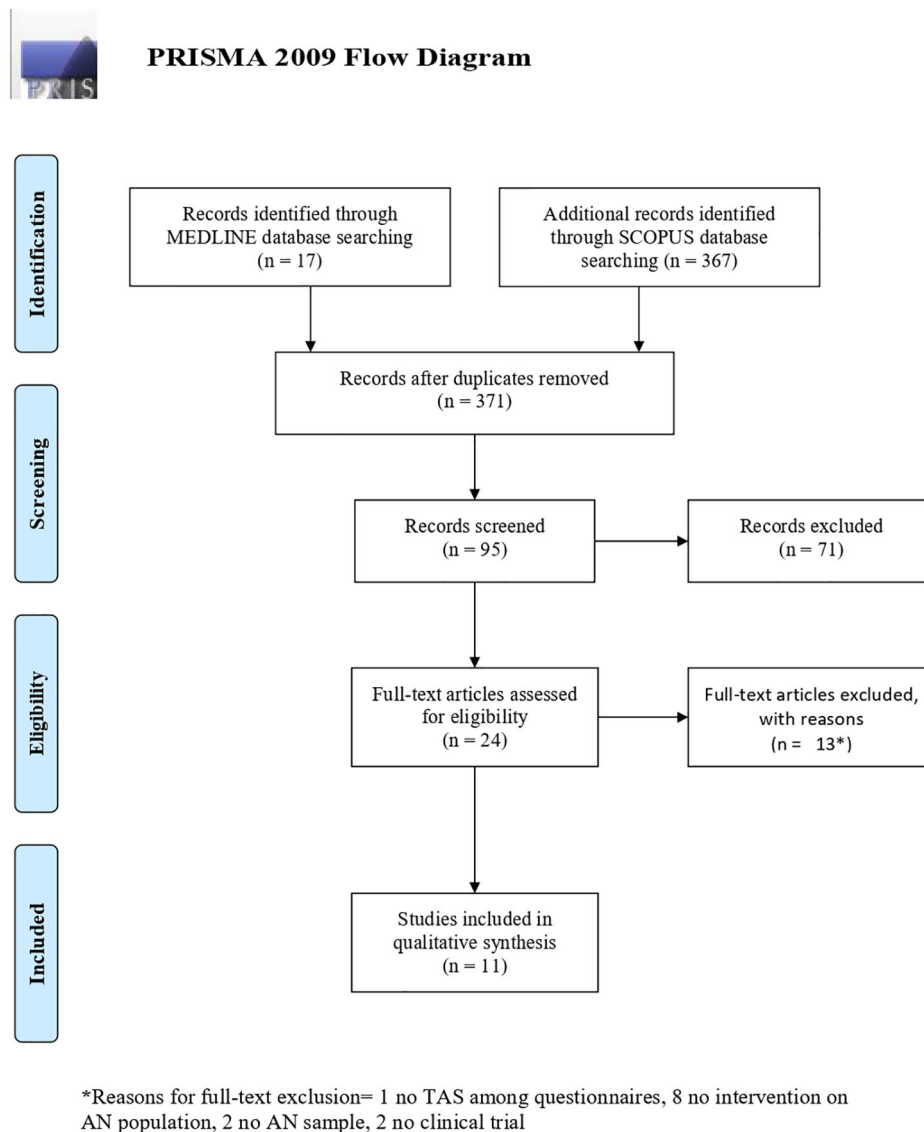 PRIS
PRISMA 2009 Flow Diagram
Identification
Records identified through
MEDLINE database searching
(n = 17)
Additional records identified
through SCOPUS database
searching (n = 367)
Records after duplicates removed
(n = 371)
Screening
Records screened
(n = 95)
Records excluded
(n = 71)
Eligibility
Full-text articles assessed
for eligibility
(n = 24)
Full-text articles excluded,
with reasons
(n = 13*)
Included
Studies included in
qualitative synthesis
(n = 11)
*Reasons for full-text exclusion= 1 no TAS among questionnaires, 8 no intervention on
AN population, 2 no AN sample, 2 no clinical trial